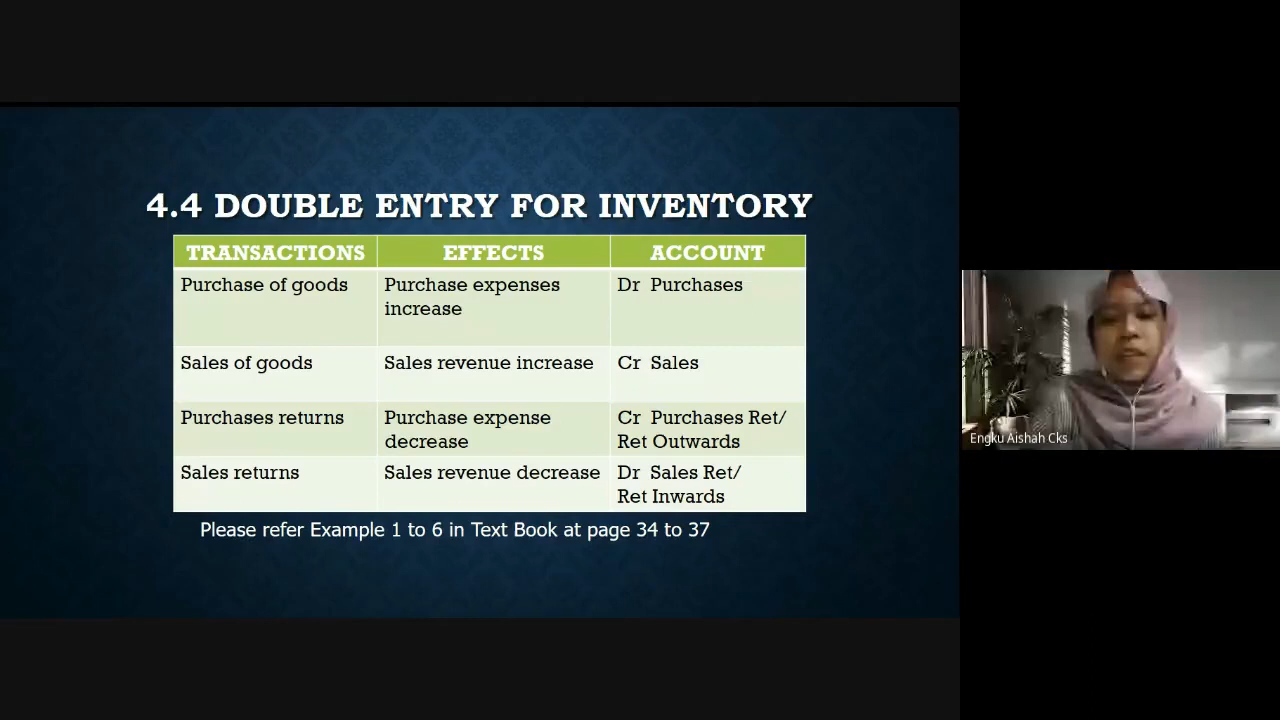 4.4 DOUBLE ENTRY FOR INVENTORY
TRANSACTIONS EFFECTS ACCOUNT
Purchase of goods Purchase expenses Dr Purchases
increase
Sales of goods Sales revenue increase Cr Sales
Purchases returns Purchase expense Cr Purchases Ret/
decrease Ret Outwards
Sales returns Sales revenue decrease Dr Sales Ret/
Ret Inwards
Please refer Example 1 to 6 in Text Book at page 34 to 37
Engku Aishah Cks